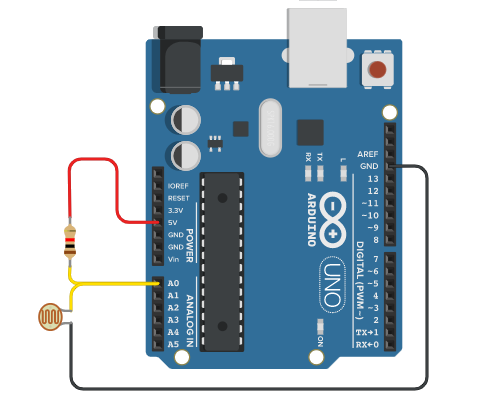 IOREF
RESET
3.3V
5V
GND
GND
Vin
POWER
A0
A1
A2
A3
A4
A5
ANALOG IN
RX
TX
L
ARDUINO
UNO
ON
AREF
GND
13
12
~11
~10
~9
8
7
~6
~5
4
~3
2
TX→1
RX←0
DIGITAL (PWM~)